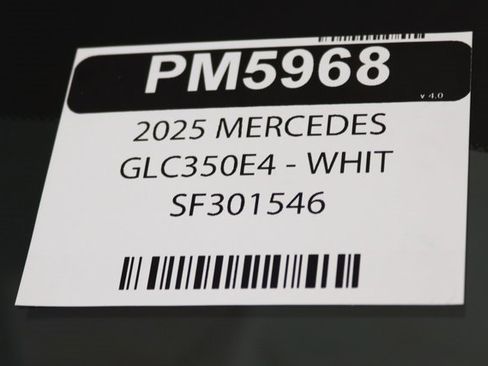 PM5968
v 4.0
2025 MERCEDES
GLC350E4 - WHIT
SF301546